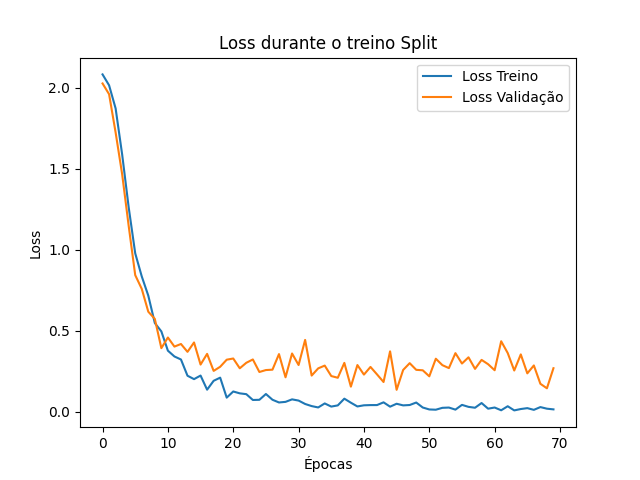 Loss durante o treino Split
Loss Treino
Loss Validação
2.0
1.5
1.0
0.5
0.0
Loss
0 10 20 30 40 50 60 70
Épocas